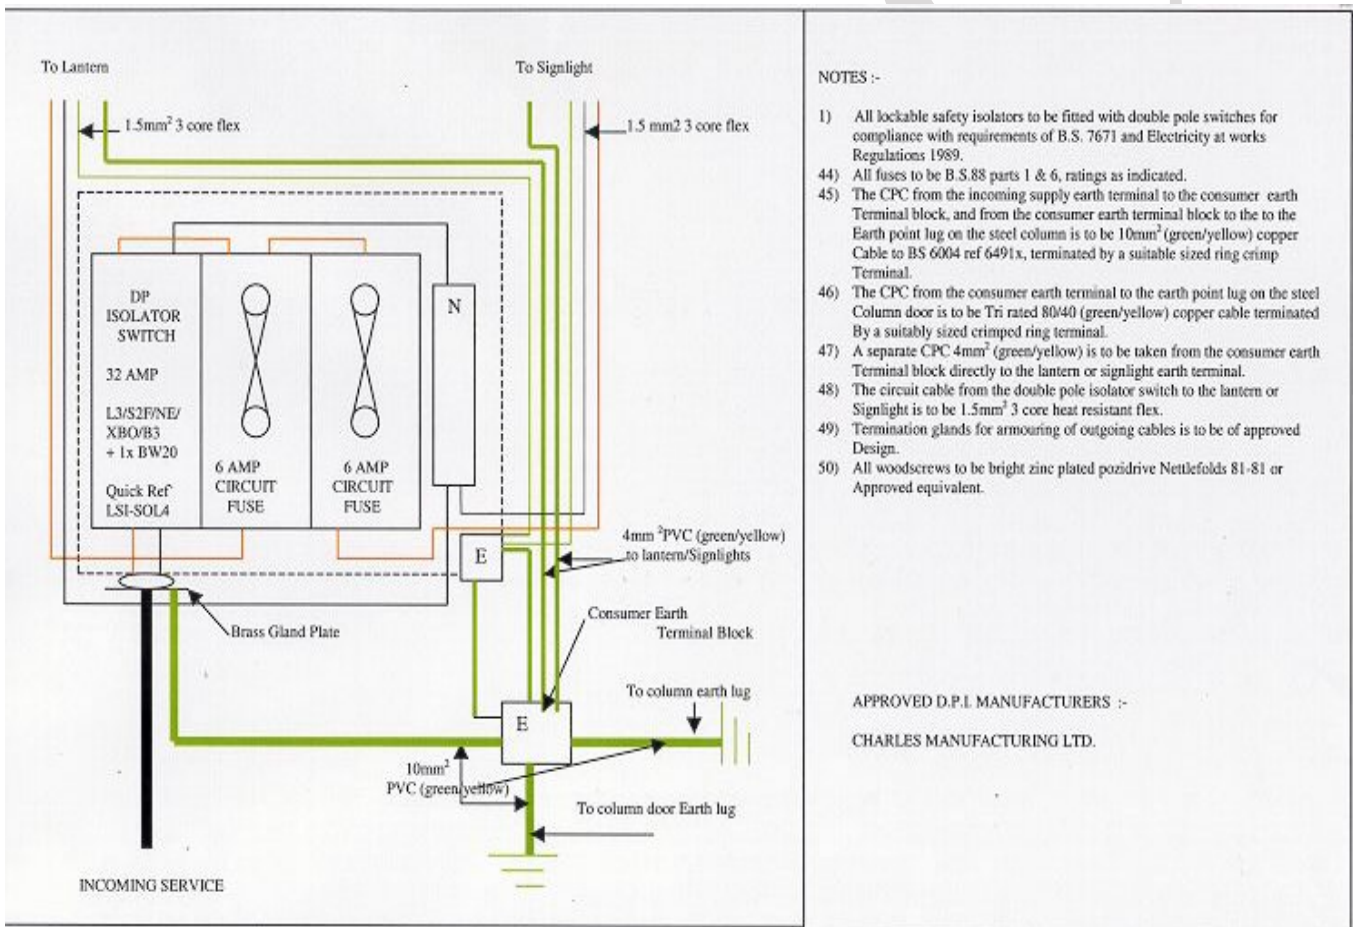 To Lantern
To Signlight
1.5mm² 3 core flex
1.5 mm2 3 core flex
DP
ISOLATOR
SWITCH
32 AMP
L3/S2F/NE/
XBO/B3
+ 1x BW20
Quick Ref
LSI-SOL4
6 AMP
CIRCUIT
FUSE
6 AMP
CIRCUIT
FUSE
N
E
4mm ²PVC (green/yellow)
to lantern/Signlights
Brass Gland Plate
Consumer Earth
Terminal Block
To column earth lug
E
10mm²
PVC (green/yellow)
To column door Earth lug
INCOMING SERVICE
NOTES :-
1) All lockable safety isolators to be fitted with double pole switches for
compliance with requirements of B.S. 7671 and Electricity at works
Regulations 1989.
44) All fuses to be B.S.88 parts 1 & 6, ratings as indicated.
45) The CPC from the incoming supply earth terminal to the consumer earth
Terminal block, and from the consumer earth terminal block to the to the
Earth point lug on the steel column is to be 10mm² (green/yellow) copper
Cable to BS 6004 ref 6491x, terminated by a suitable sized ring crimp
Terminal.
46) The CPC from the consumer earth terminal to the earth point lug on the steel
Column door is to be Tri rated 80/40 (green/yellow) copper cable terminated
By a suitably sized crimped ring terminal.
47) A separate CPC 4mm² (green/yellow) is to be taken from the consumer earth
Terminal block directly to the lantern or signlight earth terminal.
48) The circuit cable from the double pole isolator switch to the lantern or
Signlight is to be 1.5mm² 3 core heat resistant flex.
49) Termination glands for armouring of outgoing cables is to be of approved
Design.
50) All woodscrews to be bright zinc plated pozidrive Nettlefolds 81-81 or
Approved equivalent.
APPROVED D.P.I. MANUFACTURERS :-
CHARLES MANUFACTURING LTD.